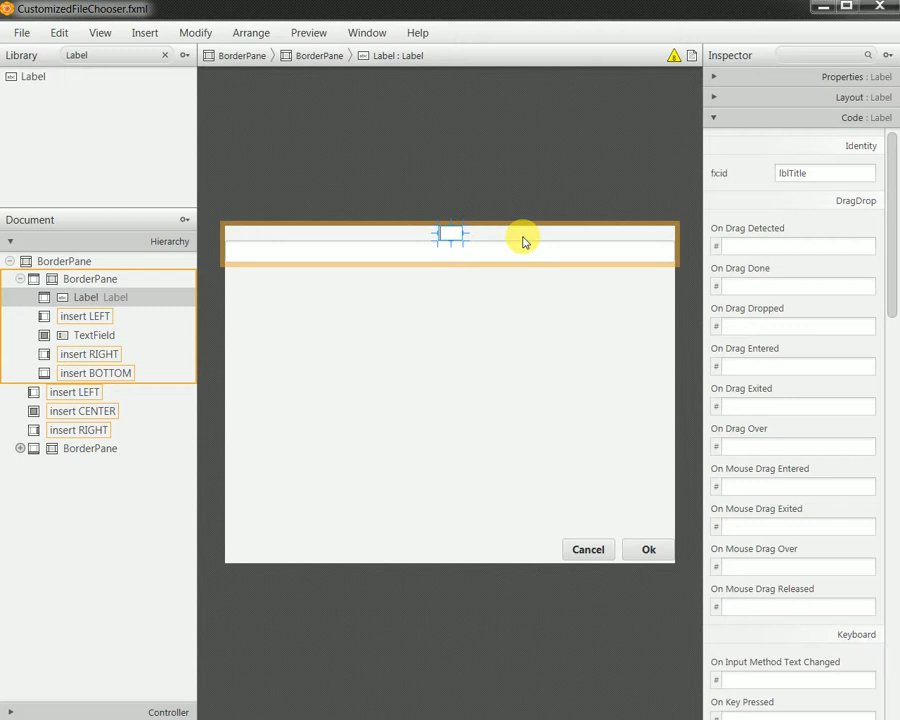 CustomizedFileChooser.fxml
File Edit View Insert Modify Arrange Preview Window Help
Library Label
BorderPane BorderPane Label : Label
Inspector
Label
Properties : Label
Layout : Label
Code : Label
Identity
fx:id lblTitle
DragDrop
On Drag Detected
#
On Drag Done
#
On Drag Dropped
#
On Drag Entered
#
On Drag Exited
#
On Drag Over
#
On Mouse Drag Entered
#
On Mouse Drag Exited
#
On Mouse Drag Over
#
On Mouse Drag Released
#
Keyboard
On Input Method Text Changed
#
On Key Pressed
#
Document
Hierarchy
BorderPane
BorderPane
Label Label
insert LEFT
TextField
insert RIGHT
insert BOTTOM
insert LEFT
insert CENTER
insert RIGHT
BorderPane
Controller
Cancel Ok